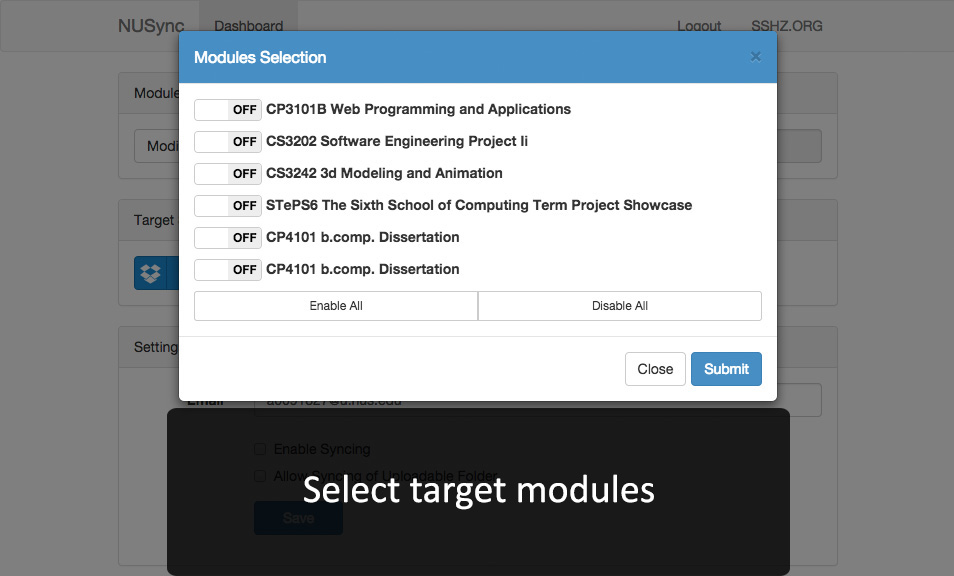 NUSync Dashboard Logout SSHZ.ORG
Modules Selection ×
Module
Modi
OFF CP3101B Web Programming and Applications
OFF CS3202 Software Engineering Project Ii
OFF CS3242 3d Modeling and Animation
OFF STePS6 The Sixth School of Computing Term Project Showcase
Target
OFF CP4101 b.comp. Dissertation
OFF CP4101 b.comp. Dissertation
Enable All Disable All
Setting
Close Submit
Email
Enable Syncing
Allow Syncing of Uploadable Folder
Select target modules
Save